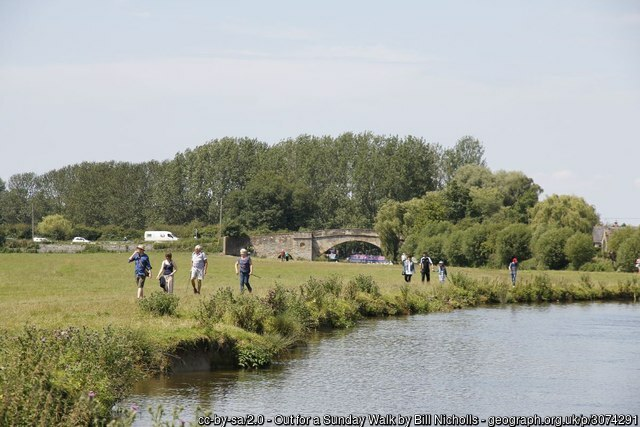 cc-by-sa/2.0 - Out for a Sunday Walk by Bill Nicholls - geograph.org.uk/p/3074291